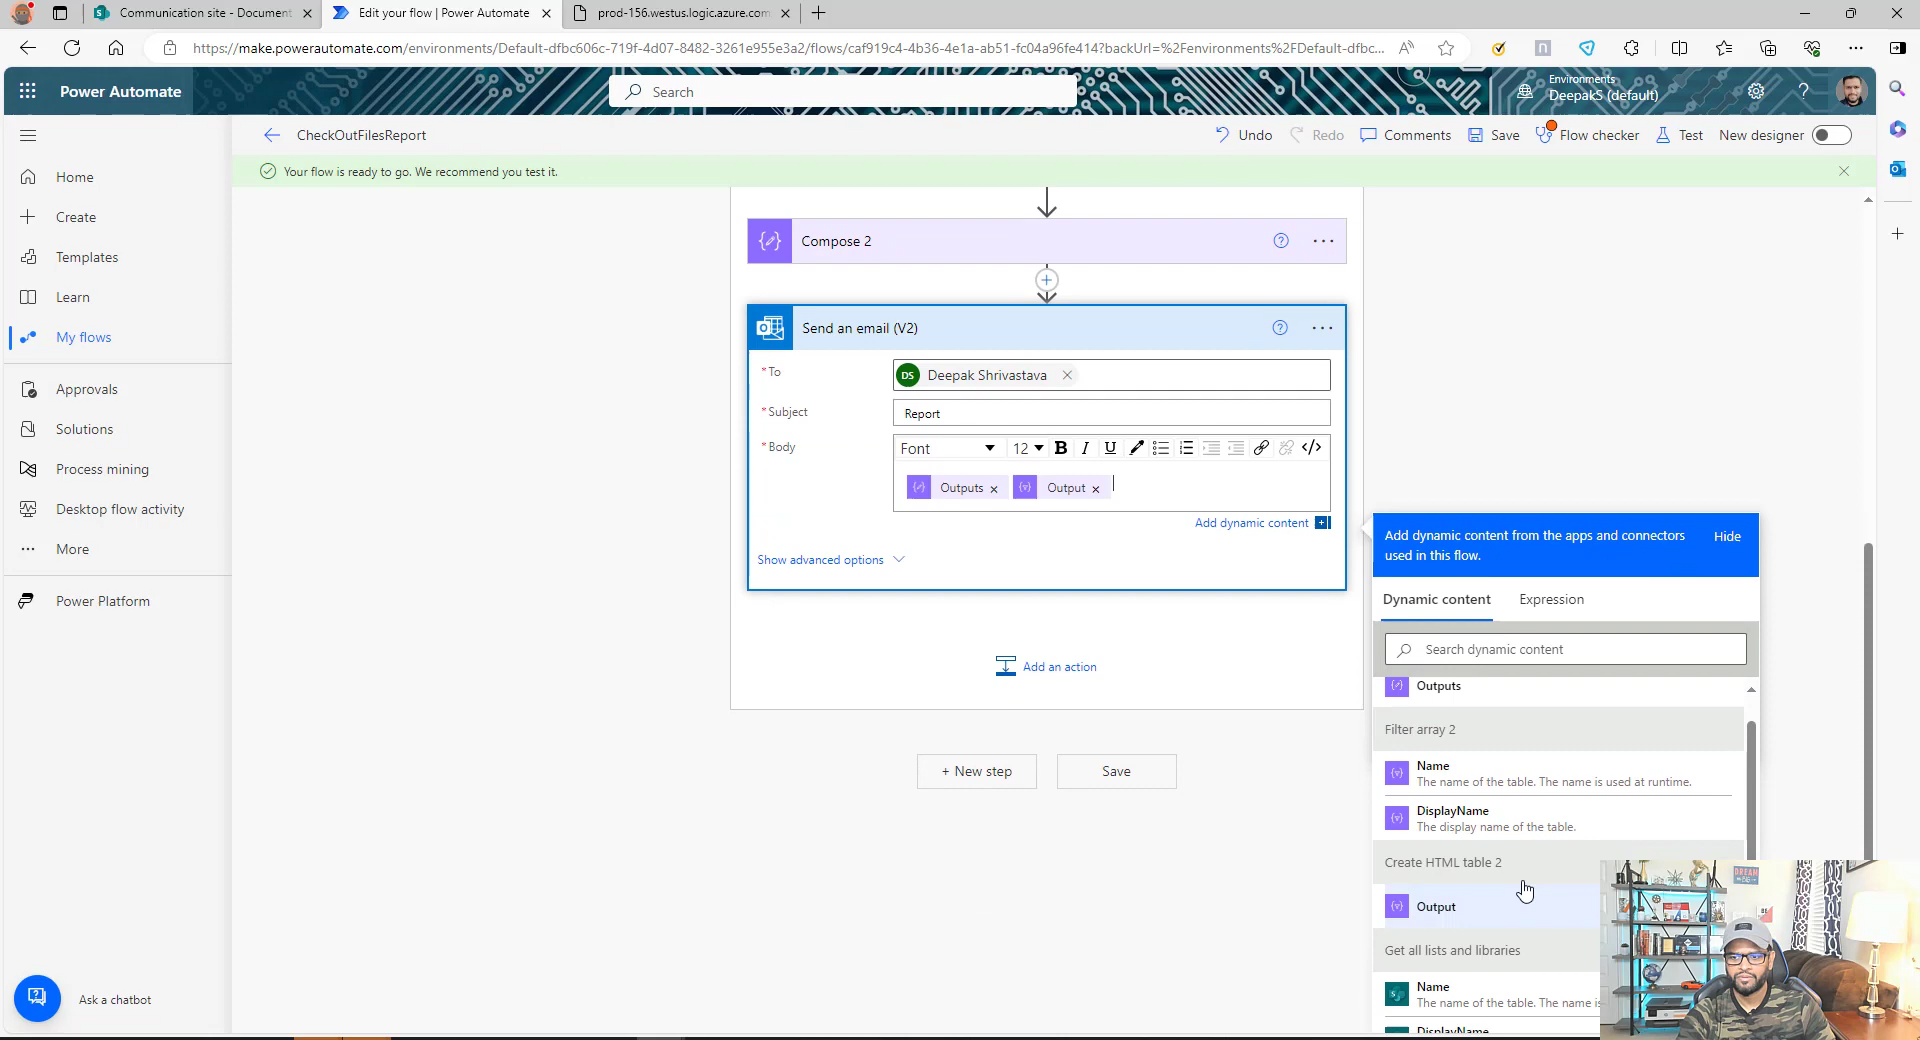 Communication site - Document
Edit your flow | Power Automate
prod-156.westus.logic.azure.com
https://make.powerautomate.com/environments/Default-dfbc606c-719f-4d07-8482-3261e955e3a2/flows/caf919c4-4b36-4e1a-ab51-fc04a96fe414?backUrl=%2Fenvironments%2FDefault-dfbc...
Power Automate
Search
Environments
DeepakS (default)
CheckOutFilesReport
Undo
Redo
Comments
Save
Flow checker
Test
New designer
Your flow is ready to go. We recommend you test it.
Home
Create
Templates
Learn
My flows
Approvals
Solutions
Process mining
Desktop flow activity
More
Power Platform
Ask a chatbot
Compose 2
Send an email (V2)
*To
DS Deepak Shrivastava
*Subject
Report
*Body
Font
12
B I U
Outputs
Output
Add dynamic content
Show advanced options
Add an action
+ New step
Save
Add dynamic content from the apps and connectors
used in this flow.
Hide
Dynamic content
Expression
Search dynamic content
Outputs
Filter array 2
Name
The name of the table. The name is used at runtime.
DisplayName
The display name of the table.
Create HTML table 2
Output
Get all lists and libraries
Name
The name of the table. The name is
DisplayName
DREAM
BIG